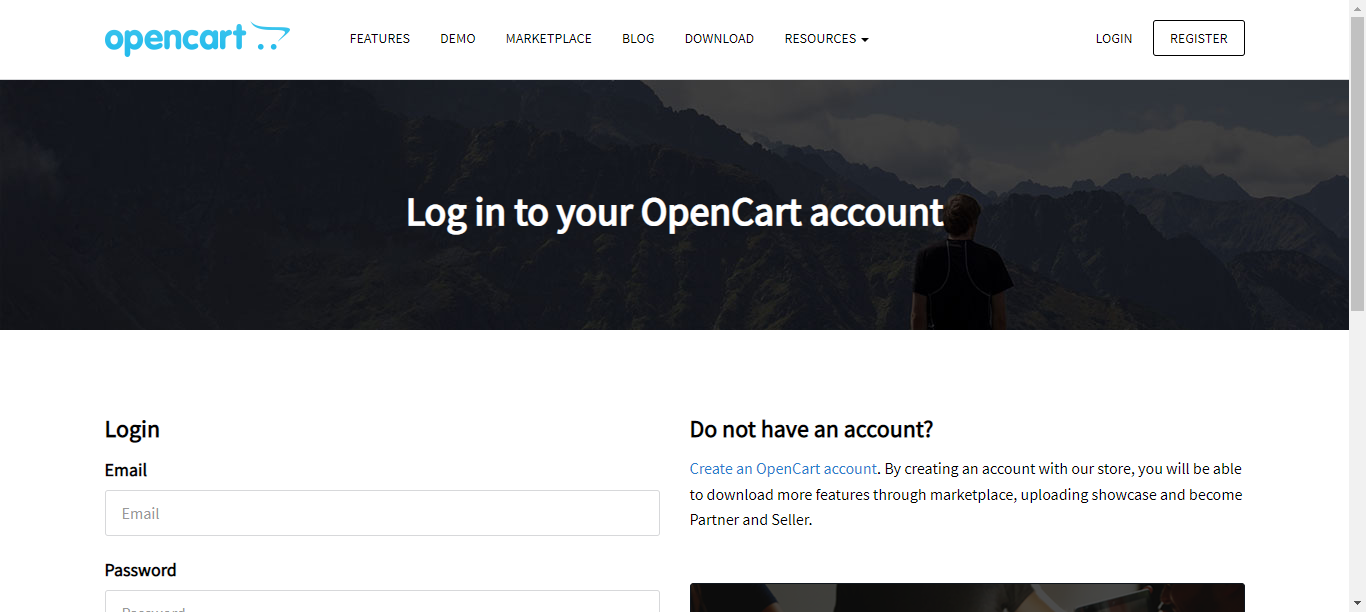 opencart
FEATURES
DEMO
MARKETPLACE
BLOG
DOWNLOAD
RESOURCES
LOGIN
REGISTER
Log in to your OpenCart account
Login
Email
Email
Password
Password
Do not have an account?
Create an OpenCart account. By creating an account with our store, you will be able
to download more features through marketplace, uploading showcase and become
Partner and Seller.